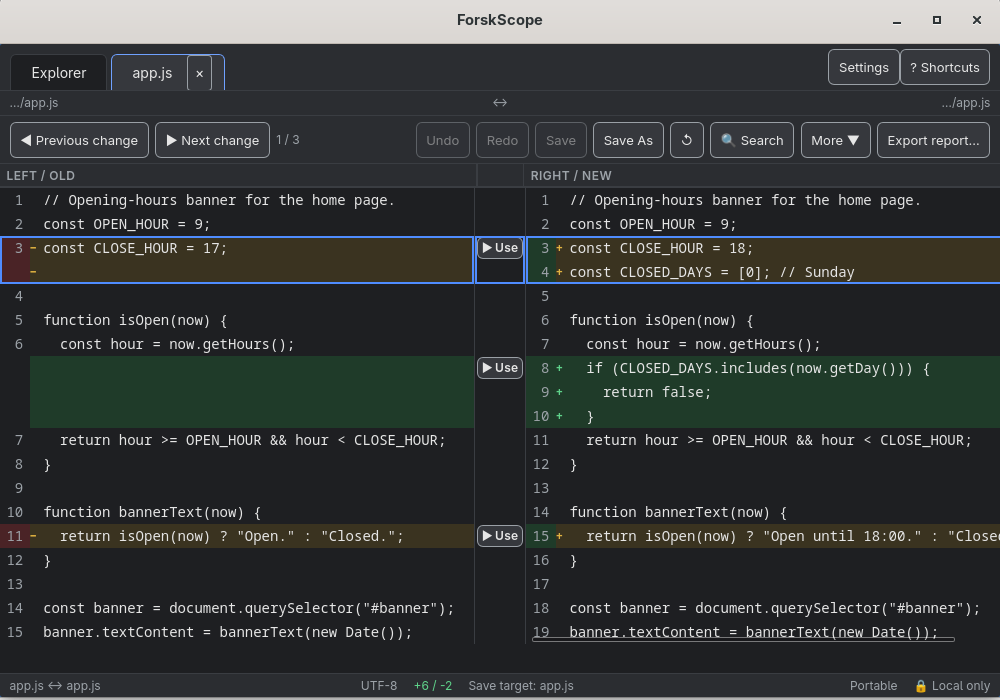 ForskScope
Explorer
app.js ×
Settings
? Shortcuts
.../app.js ↔ .../app.js
◀ Previous change ▶ Next change 1 / 3 Undo Redo Save Save As ↺ 🔍 Search More ▼ Export report...
LEFT / OLD
1 // Opening-hours banner for the home page.
2 const OPEN_HOUR = 9;
3 − const CLOSE_HOUR = 17;
−
4
5 function isOpen(now) {
6 const hour = now.getHours();
7 return hour >= OPEN_HOUR && hour < CLOSE_HOUR;
8 }
9
10 function bannerText(now) {
11 − return isOpen(now) ? "Open." : "Closed.";
12 }
13
14 const banner = document.querySelector("#banner");
15 banner.textContent = bannerText(new Date());
▶ Use
▶ Use
▶ Use
RIGHT / NEW
1 // Opening-hours banner for the home page.
2 const OPEN_HOUR = 9;
3 + const CLOSE_HOUR = 18;
4 + const CLOSED_DAYS = [0]; // Sunday
5
6 function isOpen(now) {
7 const hour = now.getHours();
8 + if (CLOSED_DAYS.includes(now.getDay())) {
9 + return false;
10 + }
11 return hour >= OPEN_HOUR && hour < CLOSE_HOUR;
12 }
13
14 function bannerText(now) {
15 + return isOpen(now) ? "Open until 18:00." : "Close
16 }
17
18 const banner = document.querySelector("#banner");
19 banner.textContent = bannerText(new Date());
app.js ↔ app.js UTF-8 +6 / -2 Save target: app.js Portable 🔒 Local only